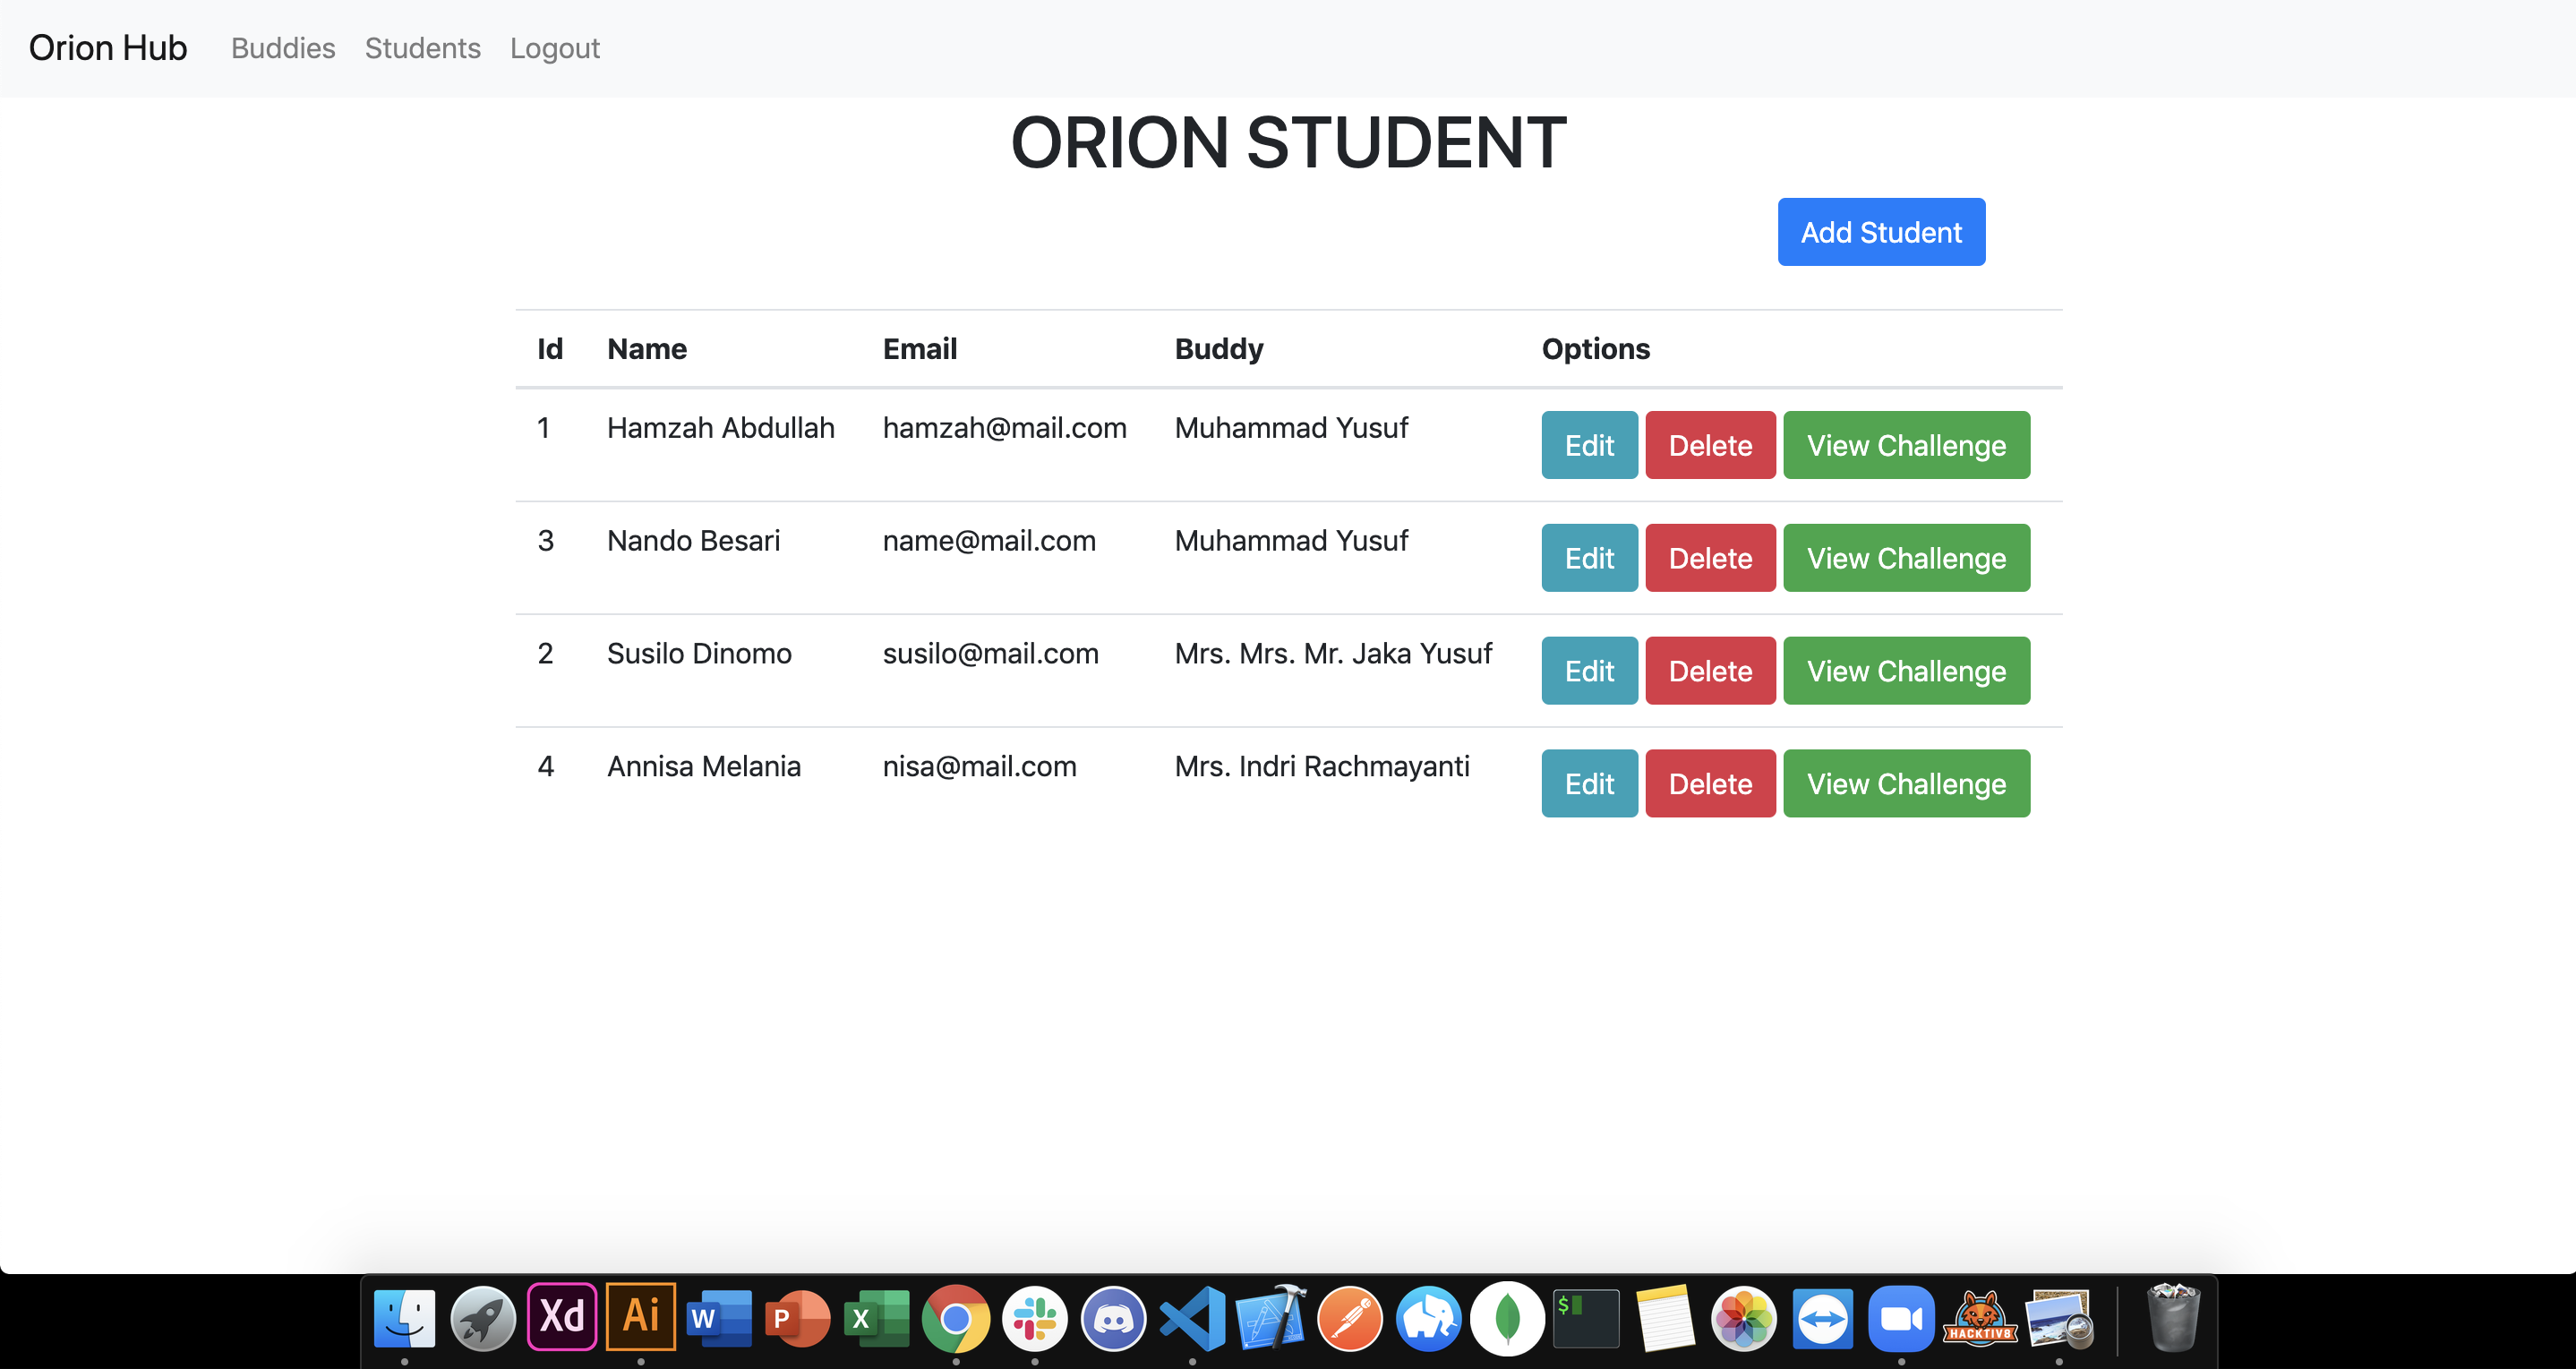 Orion Hub Buddies Students Logout
ORION STUDENT
Add Student
Id Name Email Buddy Options
1 Hamzah Abdullah hamzah@mail.com Muhammad Yusuf Edit Delete View Challenge
3 Nando Besari name@mail.com Muhammad Yusuf Edit Delete View Challenge
2 Susilo Dinomo susilo@mail.com Mrs. Mrs. Mr. Jaka Yusuf Edit Delete View Challenge
4 Annisa Melania nisa@mail.com Mrs. Indri Rachmayanti Edit Delete View Challenge
Xd Ai W P X $ HACKTIV8